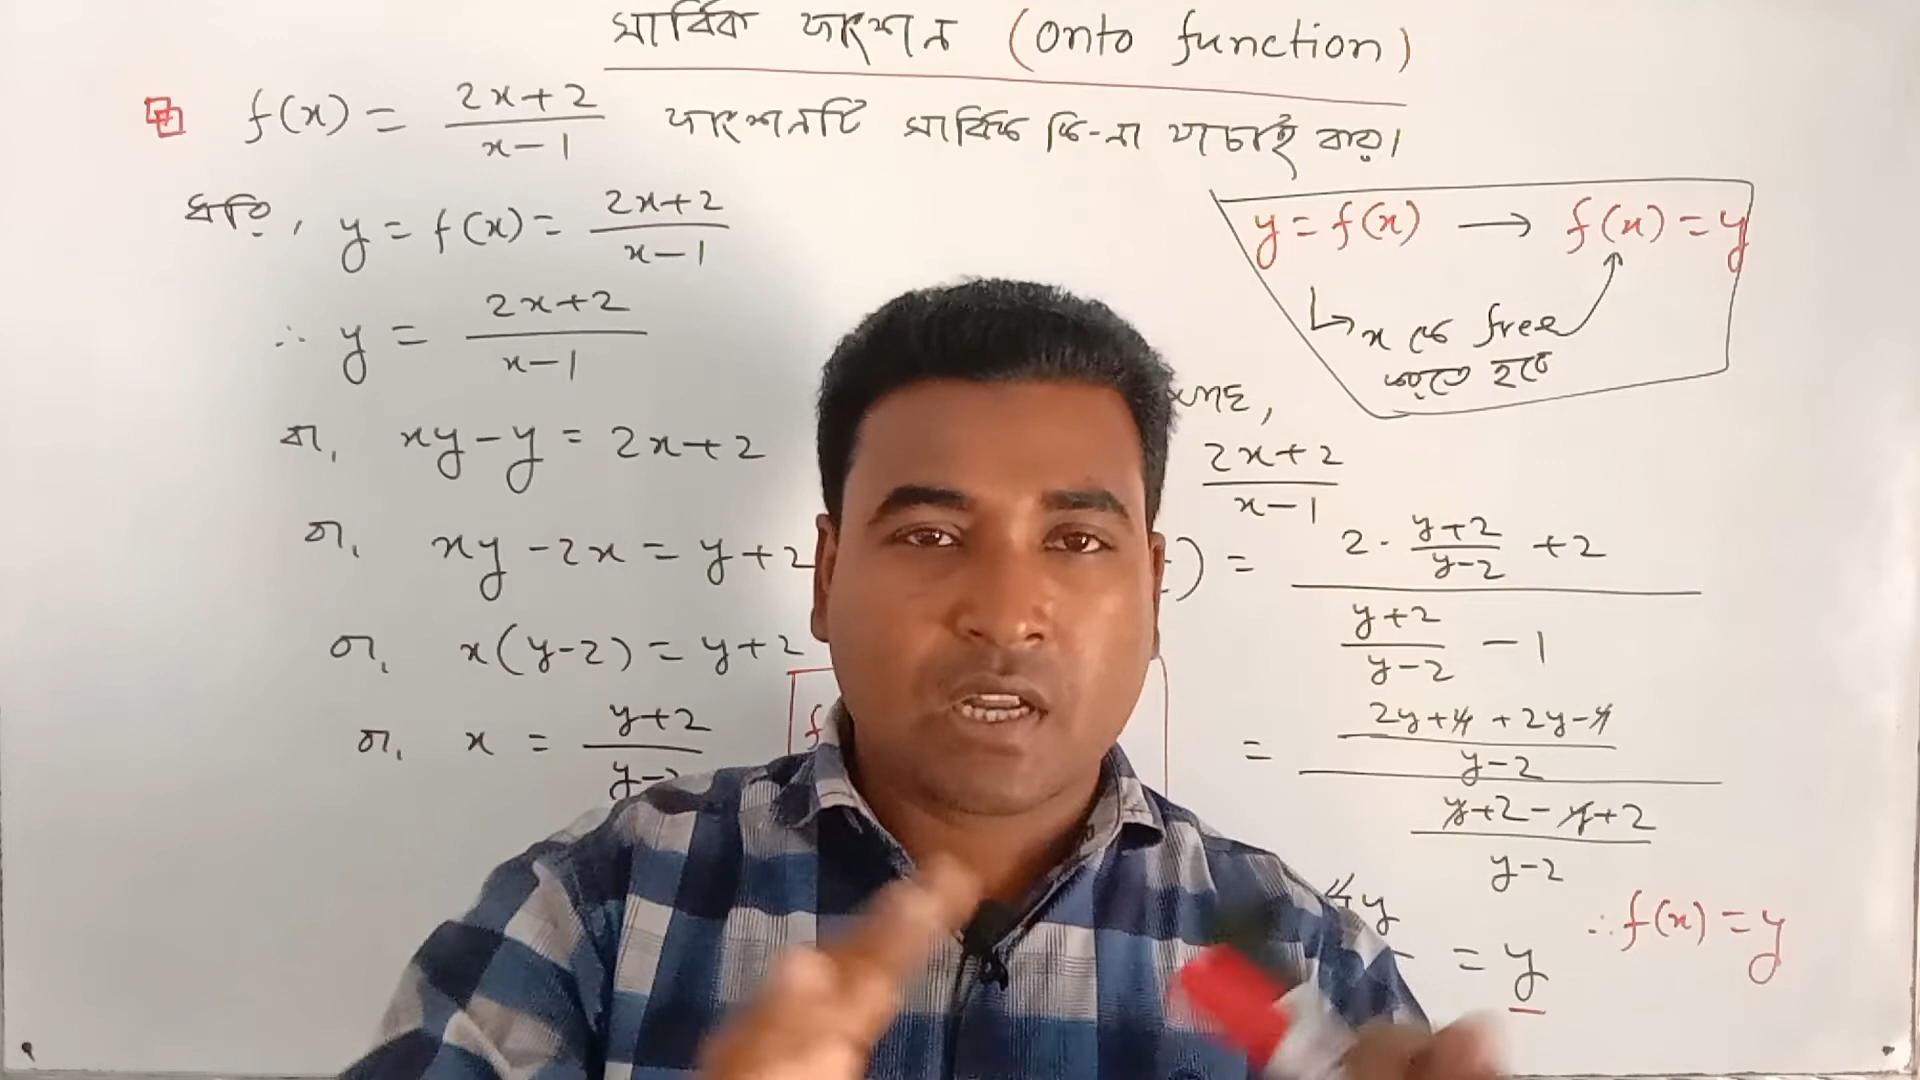 সার্বিক ফাংশন (onto function)
f(x) = 2x+2 / x-1 ফাংশনটি সার্বিক কি-না যাচাই কর।
ধরি, y = f(x) = 2x+2 / x-1
∴ y = 2x+2 / x-1
বা, xy-y = 2x+2
বা, xy-2x = y+2
বা, x(y-2) = y+2
বা, x = y+2 /
y = f(x) → f(x) = y
↳ x কে free
করতে হবে
2x+2 / x-1
) = 2· y+2 / y-2 +2
y+2 / y-2 -1
= 2y+4+2y-4 / y-2
y+2-y+2 / y-2
4y
= y ∴ f(x) = y